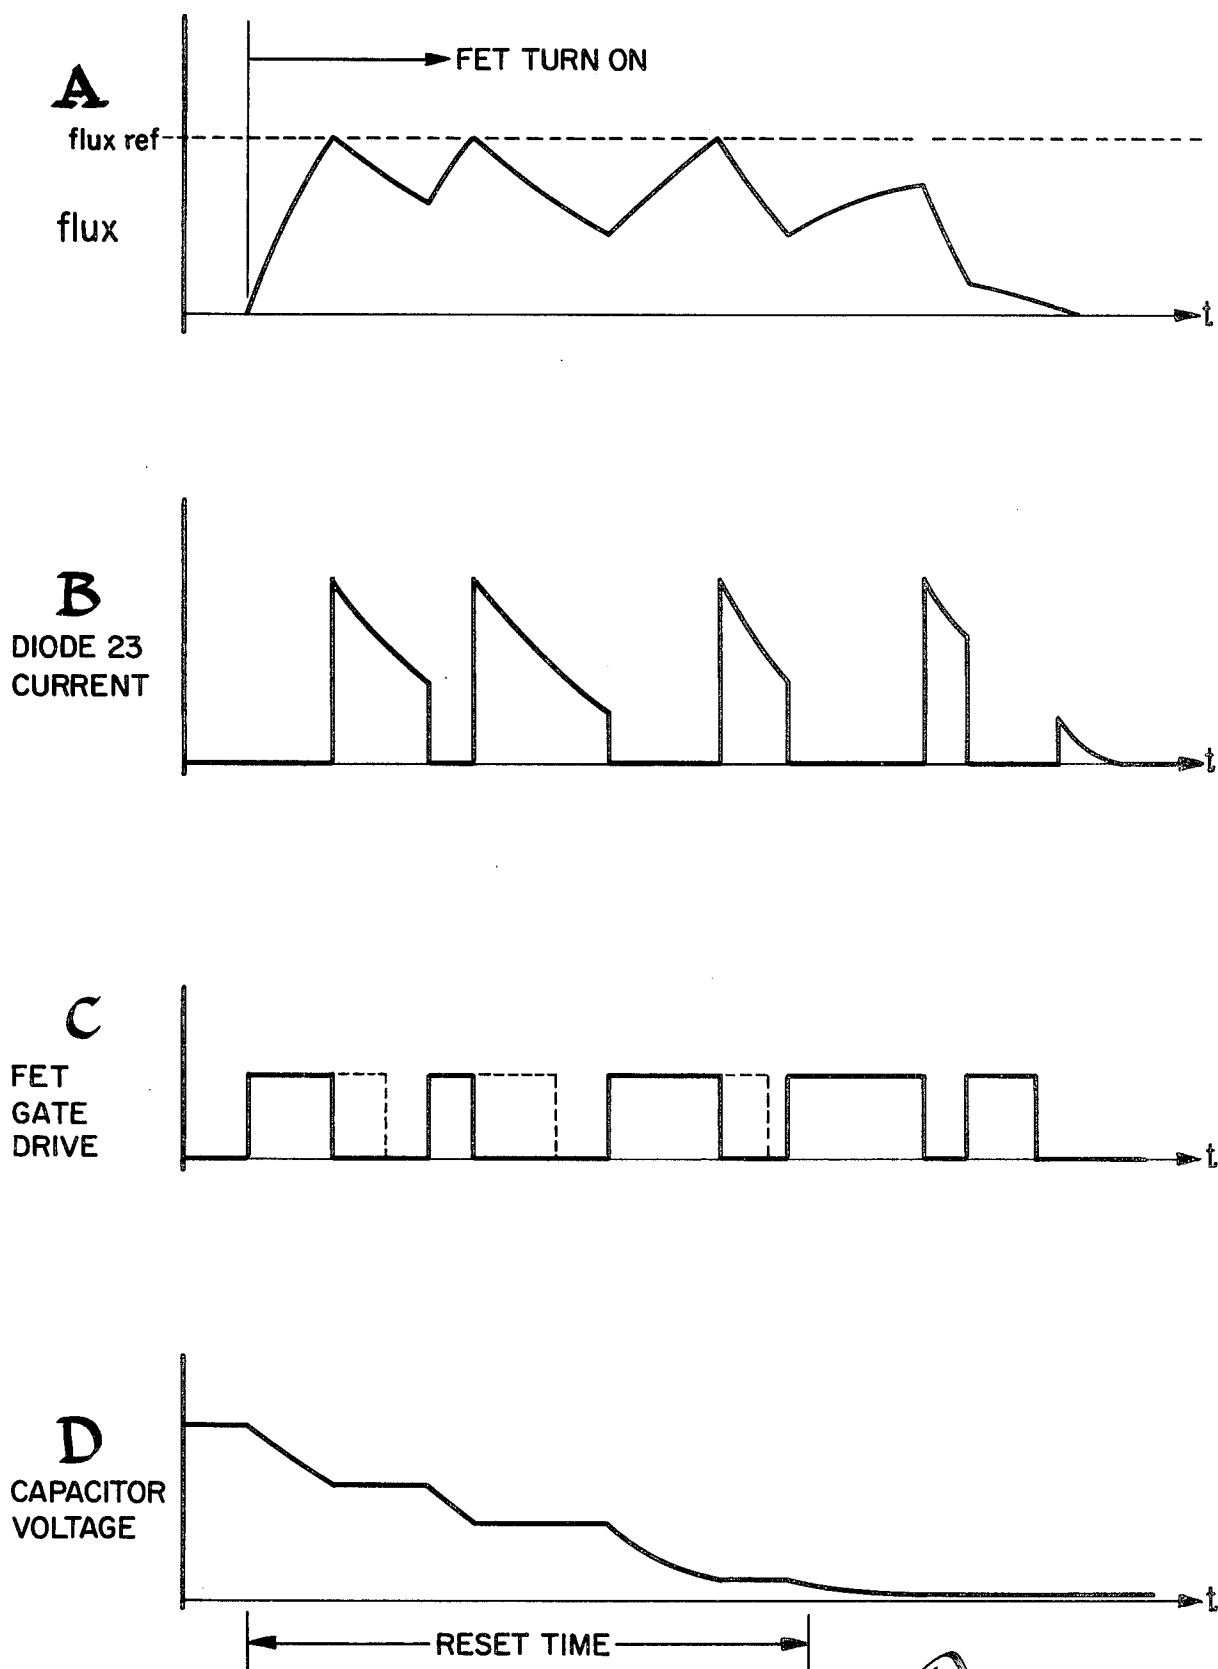 FET TURN ON
A
flux ref
flux
t
B
DIODE 23
CURRENT
t
C
FET
GATE
DRIVE
t
D
CAPACITOR
VOLTAGE
t
RESET TIME